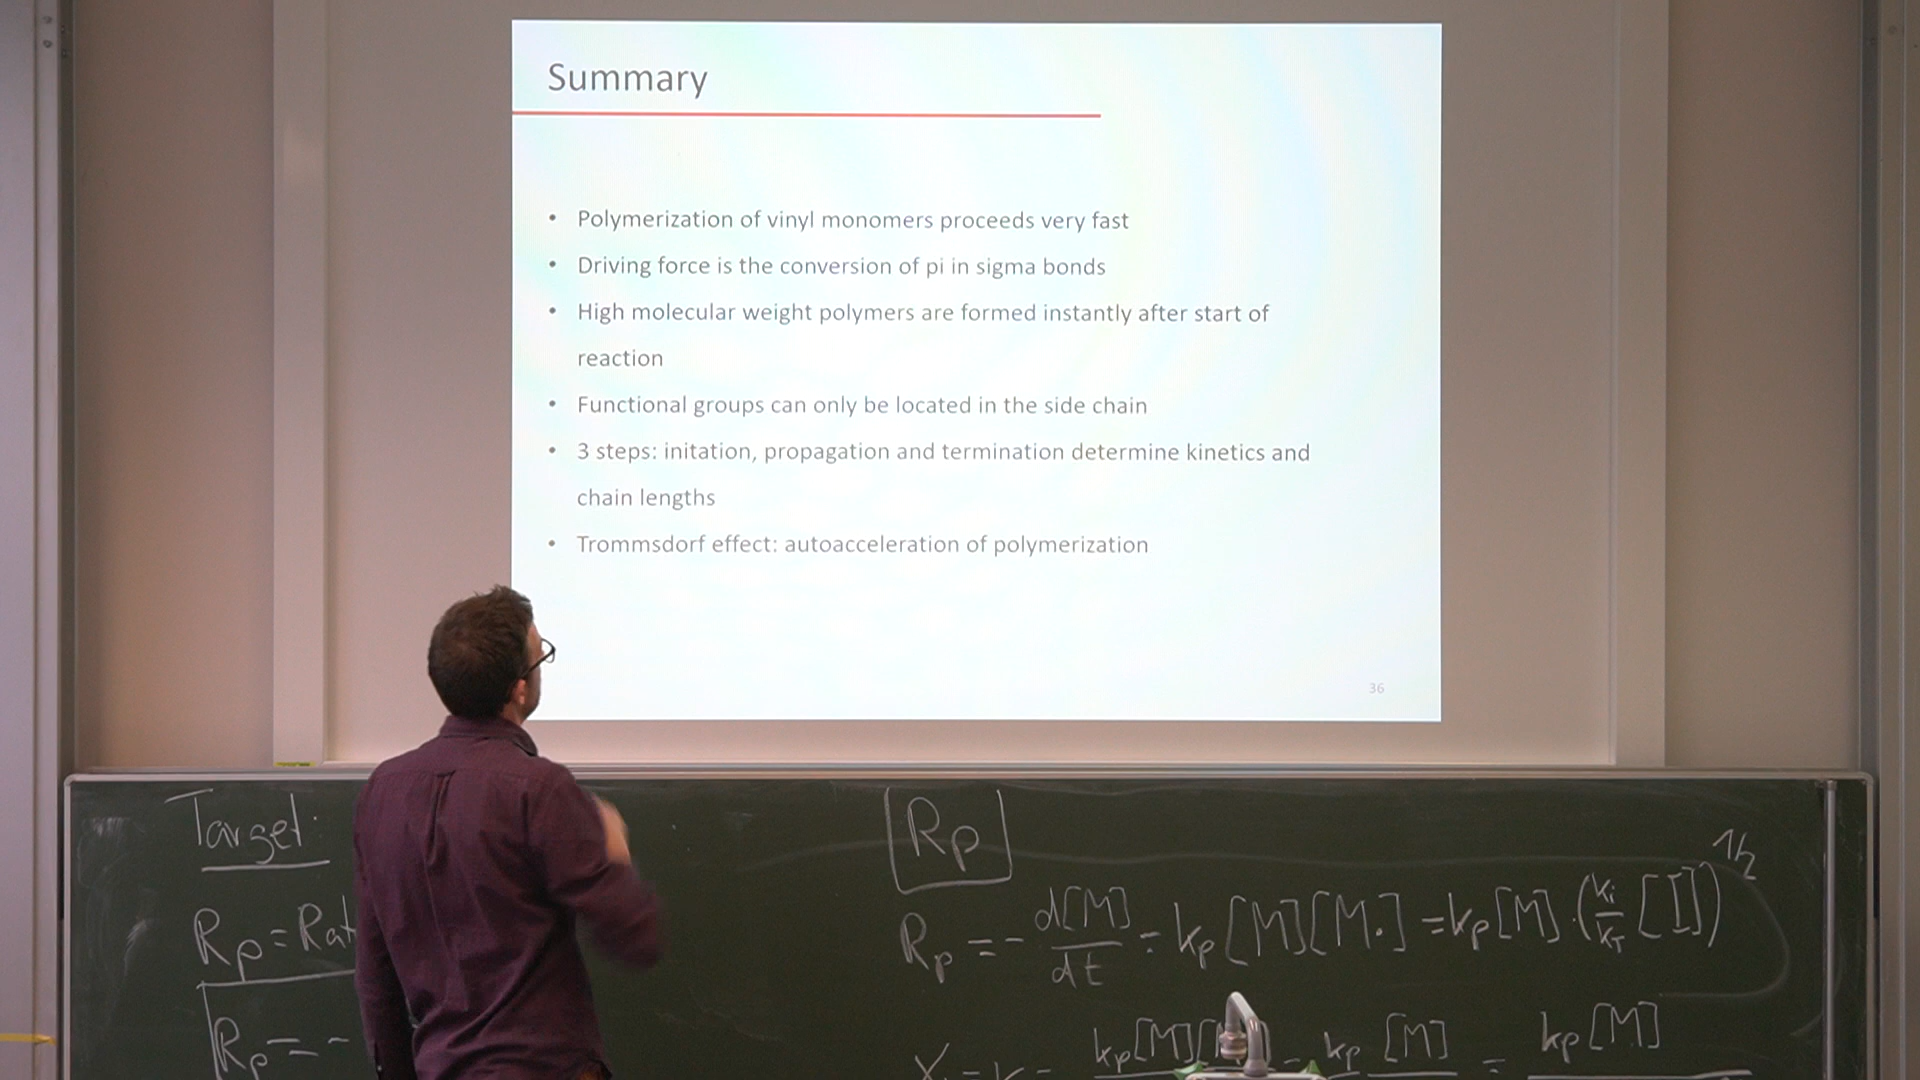 Summary
• Polymerization of vinyl monomers proceeds very fast
• Driving force is the conversion of pi in sigma bonds
• High molecular weight polymers are formed instantly after start of
reaction
• Functional groups can only be located in the side chain
• 3 steps: initation, propagation and termination determine kinetics and
chain lengths
• Trommsdorf effect: autoacceleration of polymerization
36
Target:
Rp = Rat
Rp = -
Rp
Rp = - d[M]/dt = kp [M][M·] = kp[M]·(ki/kT [I])^1/2
kp[M] kp [M] = kp[M]